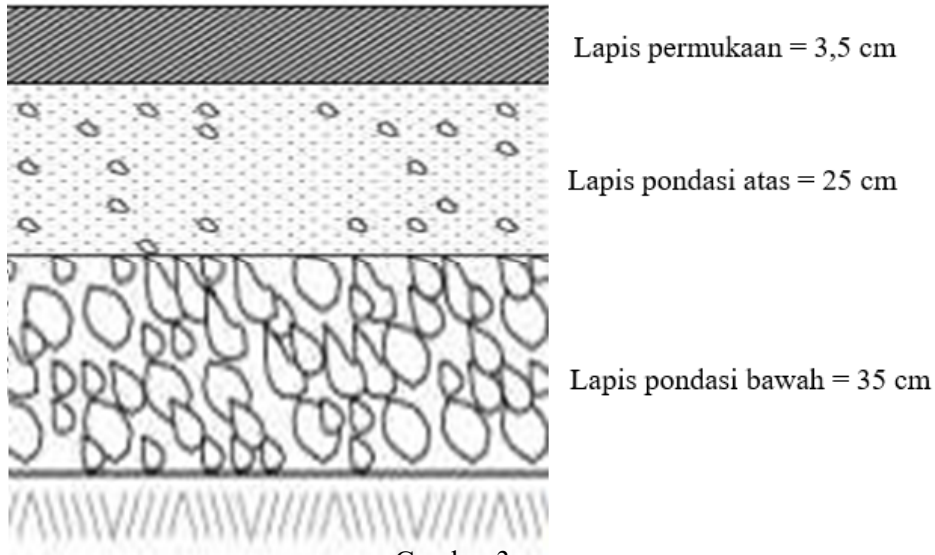 Lapis permukaan = 3,5 cm
Lapis pondasi atas = 25 cm
Lapis pondasi bawah = 35 cm